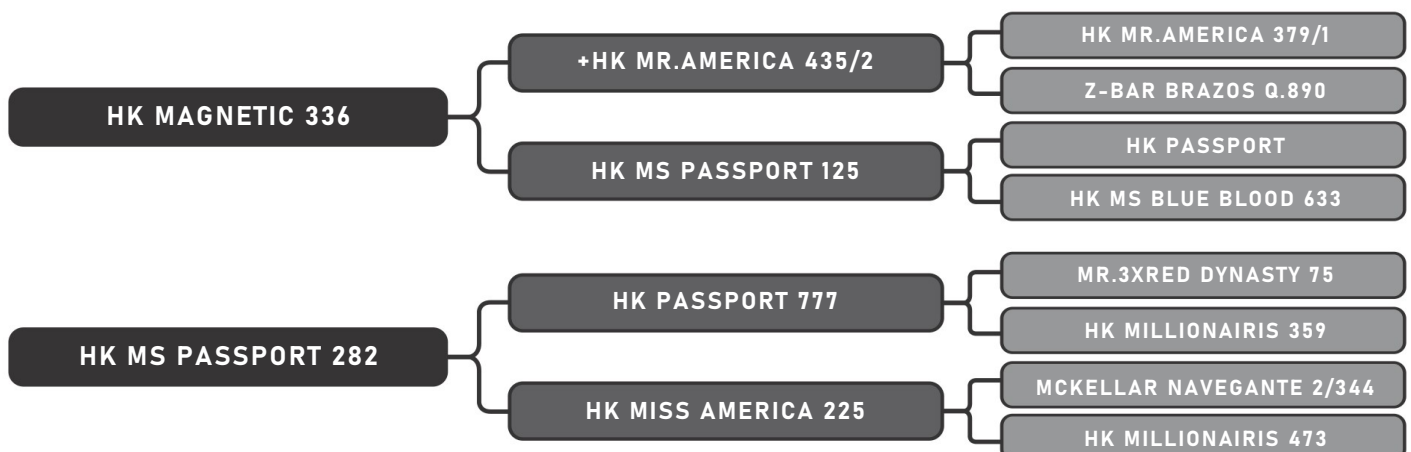 HK MR.AMERICA 379/1
+HK MR.AMERICA 435/2
Z-BAR BRAZOS Q.890
HK MAGNETIC 336
HK PASSPORT
HK MS PASSPORT 125
HK MS BLUE BLOOD 633
MR.3XRED DYNASTY 75
HK PASSPORT 777
HK MILLIONAIRIS 359
HK MS PASSPORT 282
MCKELLAR NAVEGANTE 2/344
HK MISS AMERICA 225
HK MILLIONAIRIS 473